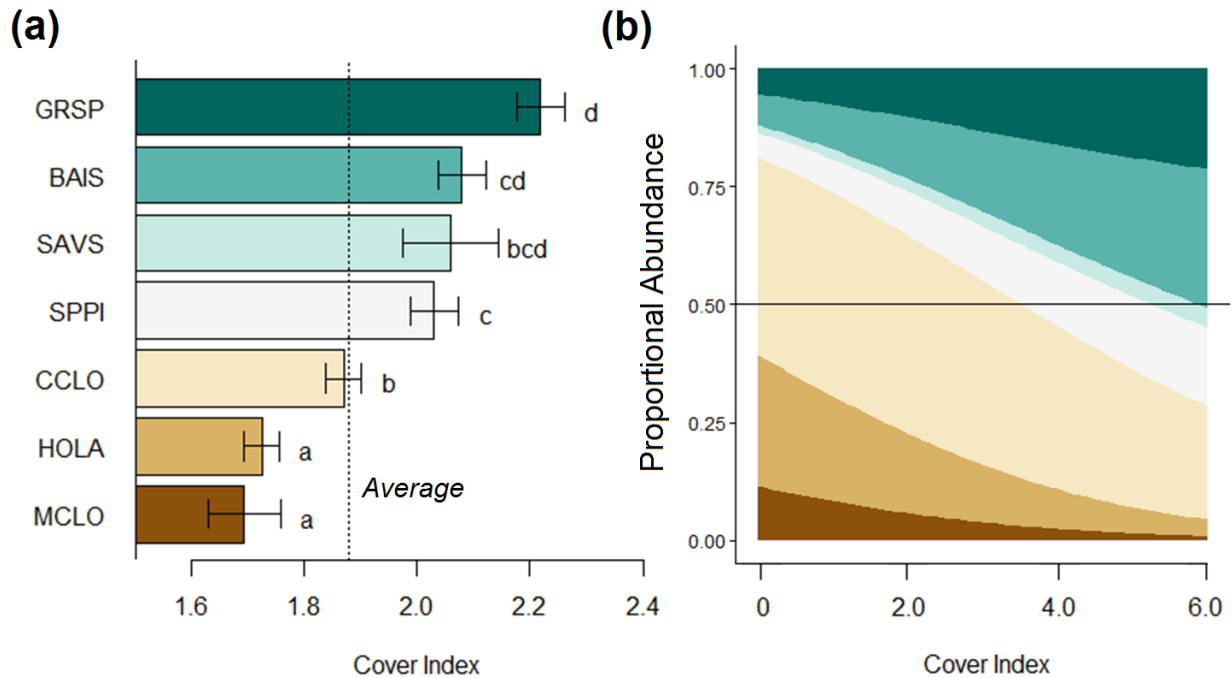 (a)
GRSP
d
BAIS
cd
SAVS
bcd
SPPI
c
CCLO
b
HOLA
a
MCLO
a
Average
1.6 1.8 2.0 2.2 2.4
Cover Index
(b)
Proportional Abundance
1.00
0.75
0.50
0.25
0.00
0 2.0 4.0 6.0
Cover Index